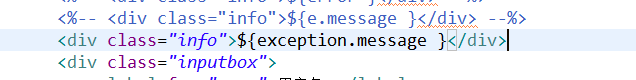 <%-- <div class="info">${e.message }</div> --%>
<div class="info">${exception.message }</div>
<div class="inputbox">